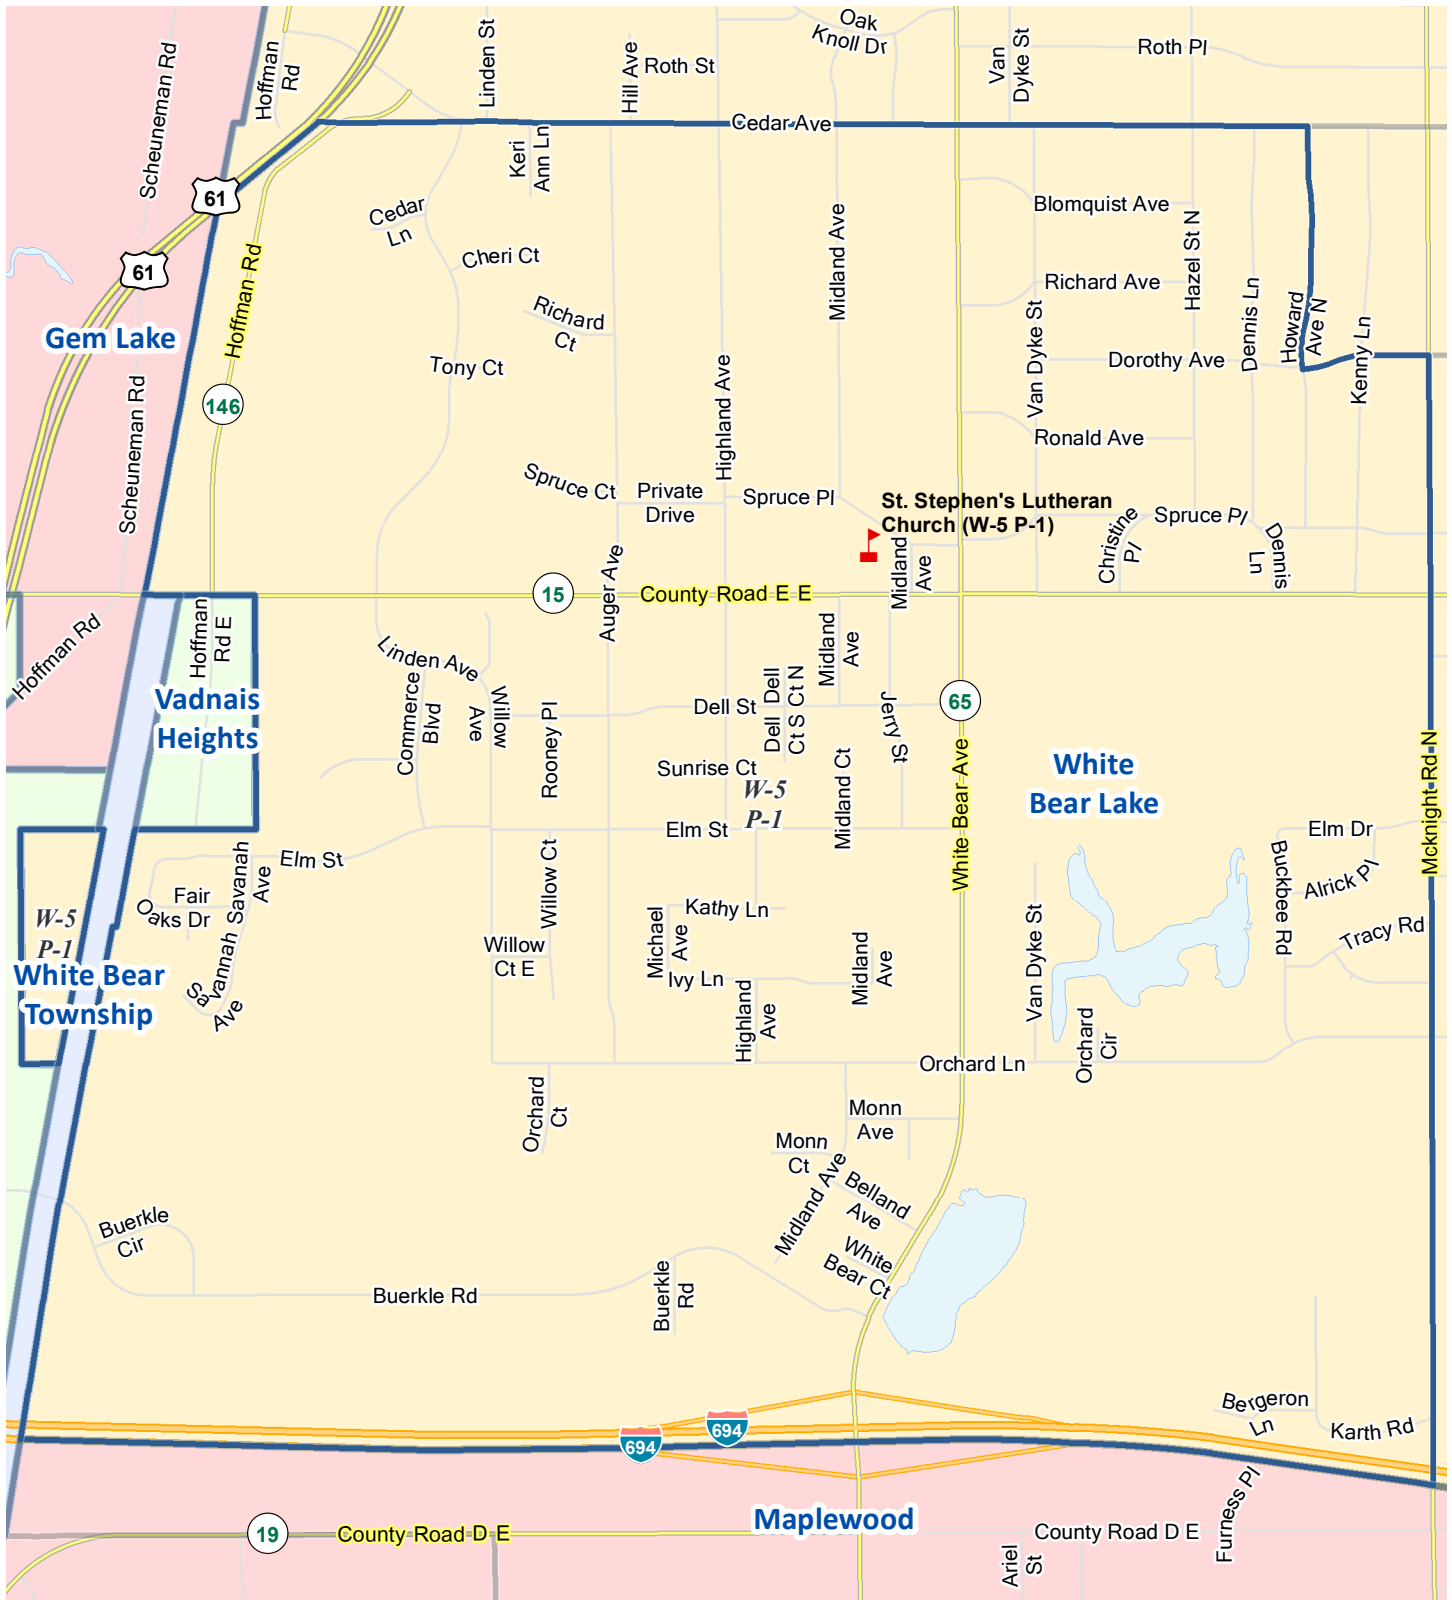 Oak
Knoll Dr
Linden St
Hill Ave
Roth St
Van
Dyke St
Roth Pl
Scheuneman Rd
Hoffman
Rd
Cedar Ave
Keri
Ann Ln
61
Cedar
Ln
Blomquist Ave
Midland Ave
Hazel St N
Cheri Ct
61
Hoffman Rd
Richard Ave
Dennis Ln
Howard
Ave N
Kenny Ln
Gem Lake
Richard
Ct
Van Dyke St
Tony Ct
Dorothy Ave
Highland Ave
146
Scheuneman Rd
Ronald Ave
Spruce Ct
Private
Drive
Spruce Pl
St. Stephen's Lutheran
Church (W-5 P-1)
Christine
Pl
Spruce Pl
Dennis
Ln
Midland
Ave
Auger Ave
15
County Road E E
Hoffman Rd
Hoffman
Rd E
Linden Ave
Midland
Ave
Vadnais
Heights
Commerce
Blvd
Willow
Ave
Rooney Pl
Dell St
Dell
Ct S
Dell
Ct N
Jerry St
65
Sunrise Ct
W-5
P-1
Midland Ct
White Bear Ave
White
Bear Lake
Mcknight Rd N
Elm St
Elm Dr
Elm St
Savanah
Ave
Willow Ct
Buckbee Rd
Alrick Pl
Fair
Oaks Dr
W-5
P-1
Kathy Ln
Michael
Ave
Tracy Rd
Van Dyke St
Willow
Ct E
Midland
Ave
White Bear
Township
Savannah
Ave
Ivy Ln
Highland
Ave
Orchard
Cir
Orchard Ln
Orchard
Ct
Monn
Ave
Monn
Ct
Midland Ave
Belland
Ave
Buerkle
Cir
White
Bear Ct
Buerkle Rd
Buerkle
Rd
694
694
Bergeron
Ln
Karth Rd
Furness Pl
Maplewood
19
County Road D E
County Road D E
Ariel
St